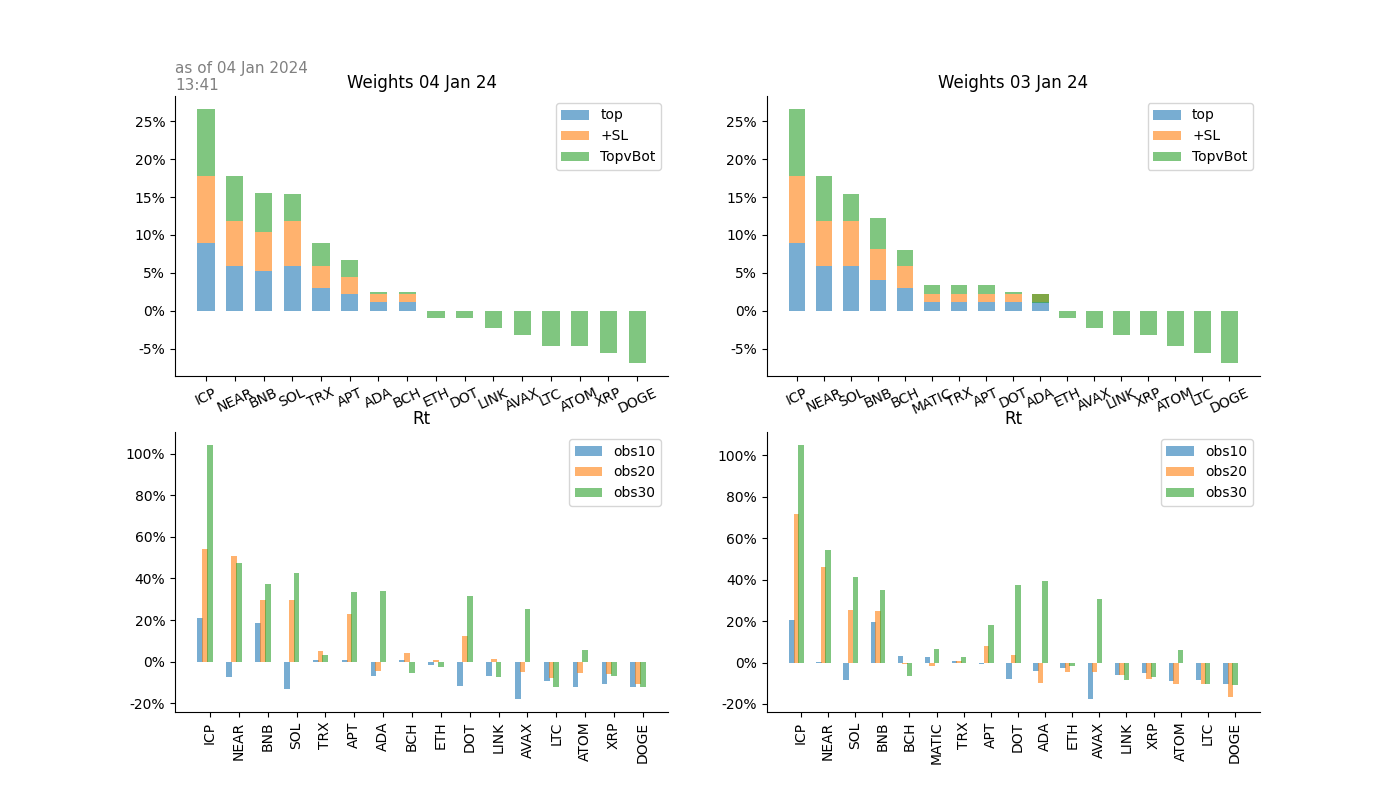 as of 04 Jan 2024
13:41
Weights 04 Jan 24
25%
20%
15%
10%
5%
0%
-5%
top
+SL
TopvBot
ICP NEAR BNB SOL TRX APT ADA BCH ETH DOT LINK AVAX LTC ATOM XRP DOGE
Weights 03 Jan 24
25%
20%
15%
10%
5%
0%
-5%
top
+SL
TopvBot
ICP NEAR SOL BNB BCH MATIC TRX APT DOT ADA ETH AVAX LINK XRP ATOM LTC DOGE
Rt
100%
80%
60%
40%
20%
0%
-20%
obs10
obs20
obs30
ICP NEAR BNB SOL TRX APT ADA BCH ETH DOT LINK AVAX LTC ATOM XRP DOGE
Rt
100%
80%
60%
40%
20%
0%
-20%
obs10
obs20
obs30
ICP NEAR SOL BNB BCH MATIC TRX APT DOT ADA ETH AVAX LINK XRP ATOM LTC DOGE